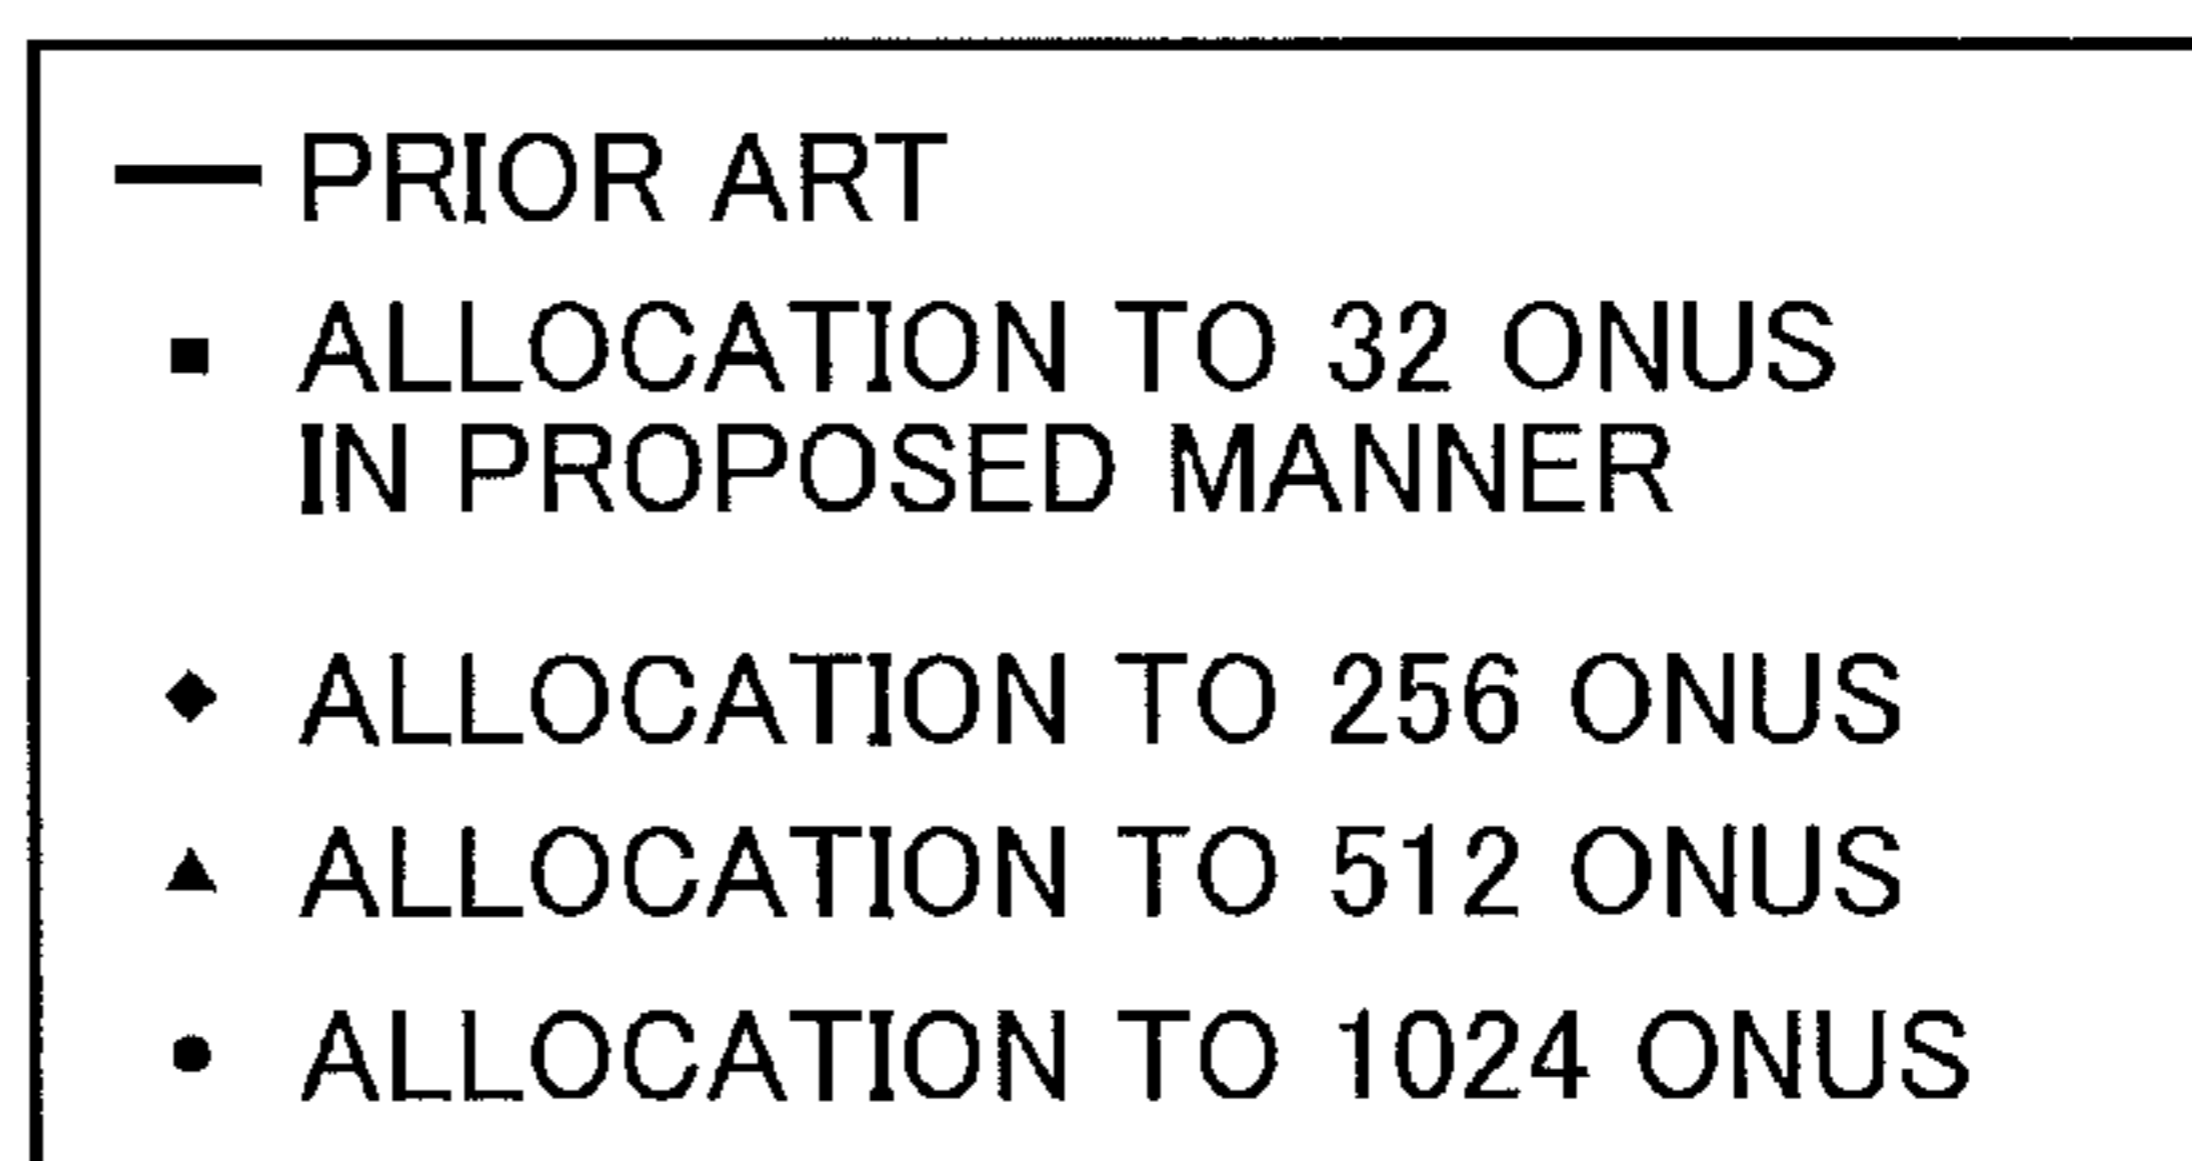 PRIOR ART
ALLOCATION TO 32 ONUS
IN PROPOSED MANNER
ALLOCATION TO 256 ONUS
ALLOCATION TO 512 ONUS
ALLOCATION TO 1024 ONUS